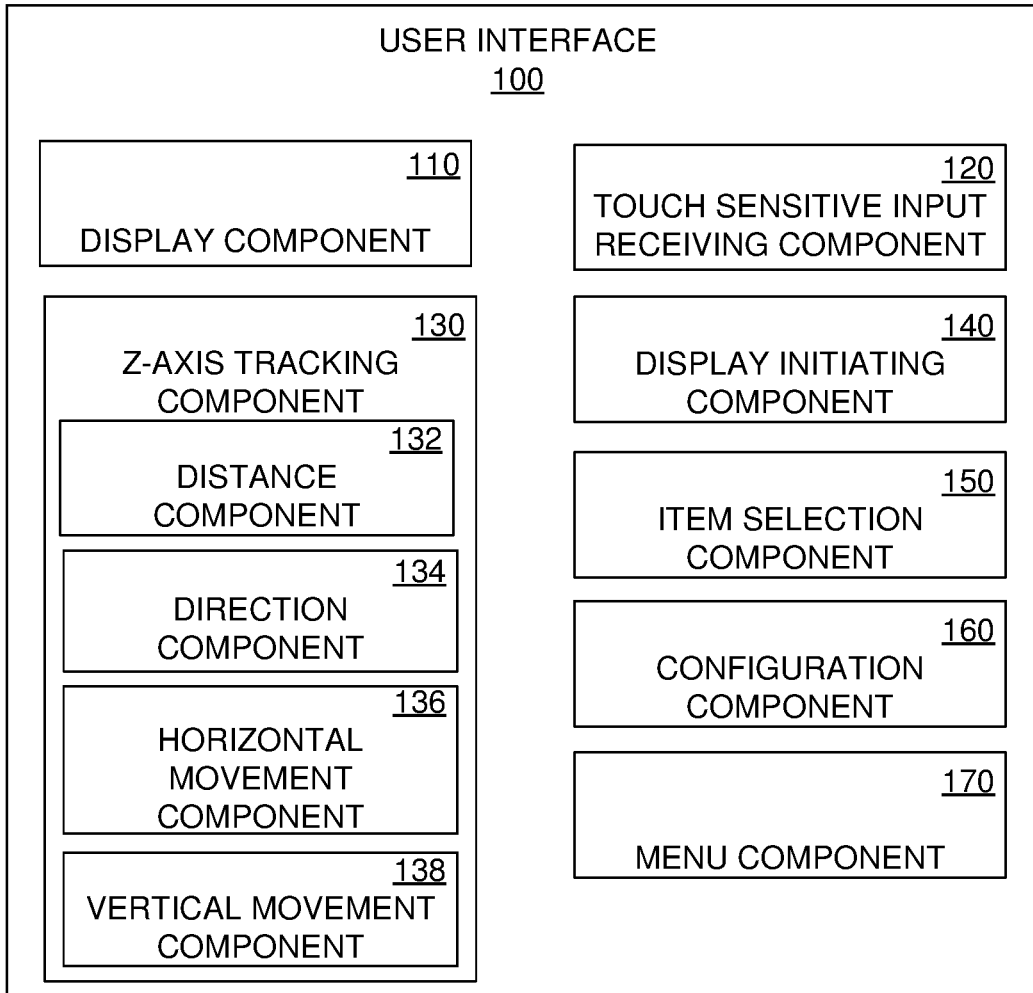 USER INTERFACE
100
110
DISPLAY COMPONENT
120
TOUCH SENSITIVE INPUT
RECEIVING COMPONENT
130
Z-AXIS TRACKING
COMPONENT
132
DISTANCE
COMPONENT
134
DIRECTION
COMPONENT
136
HORIZONTAL
MOVEMENT
COMPONENT
138
VERTICAL MOVEMENT
COMPONENT
140
DISPLAY INITIATING
COMPONENT
150
ITEM SELECTION
COMPONENT
160
CONFIGURATION
COMPONENT
170
MENU COMPONENT